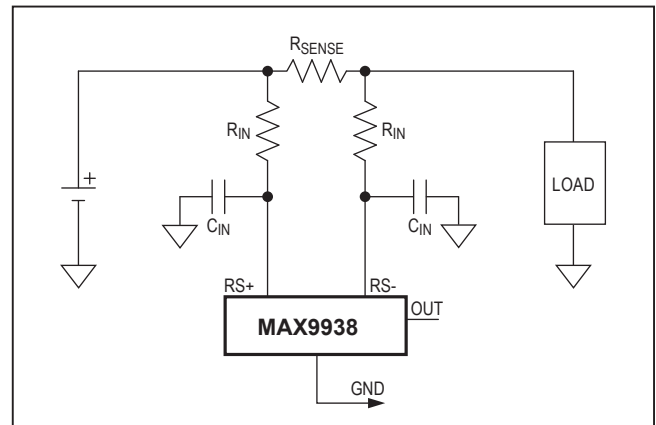 RSENSE
RIN
RIN
+
LOAD
CIN
CIN
RS+
RS-
OUT
MAX9938
GND